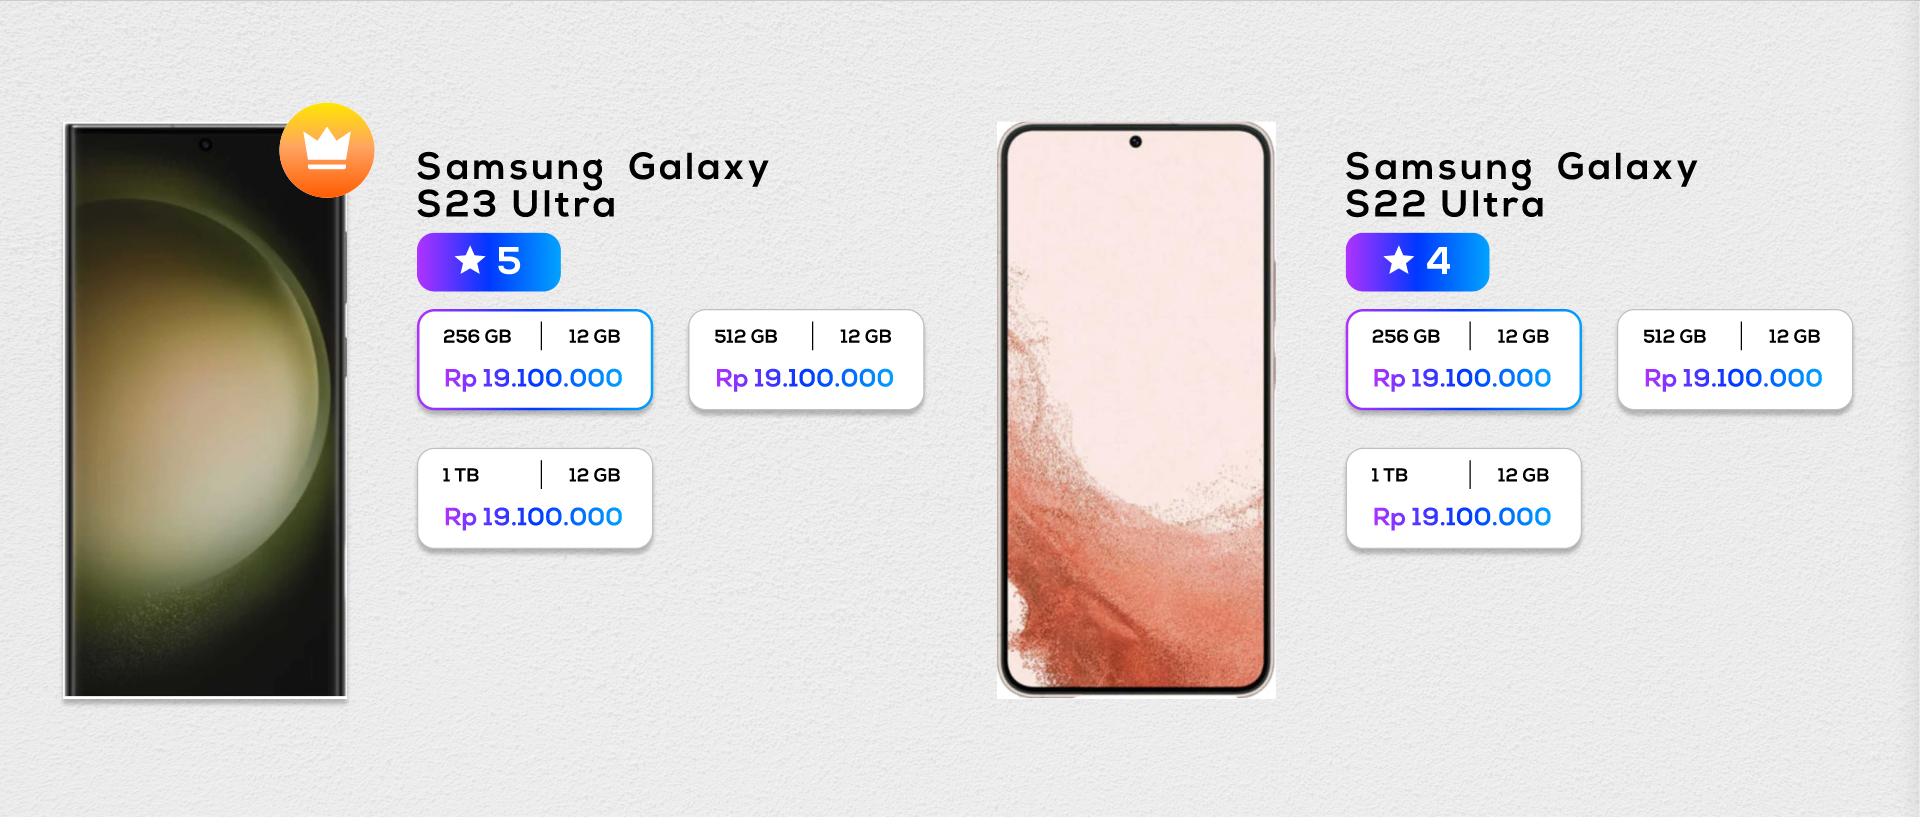 Samsung Galaxy
S23 Ultra
5
256 GB | 12 GB
Rp 19.100.000
512 GB | 12 GB
Rp 19.100.000
1 TB | 12 GB
Rp 19.100.000
Samsung Galaxy
S22 Ultra
4
256 GB | 12 GB
Rp 19.100.000
512 GB | 12 GB
Rp 19.100.000
1 TB | 12 GB
Rp 19.100.000